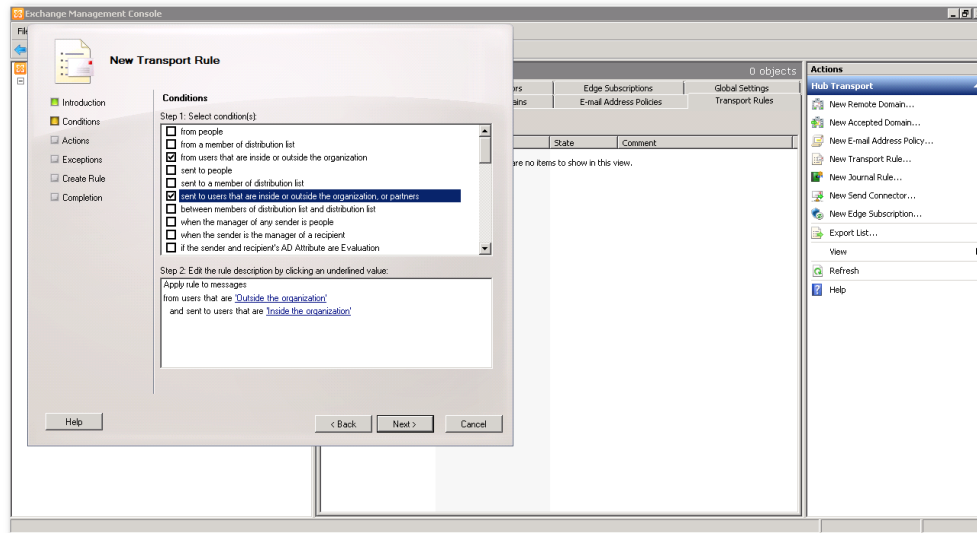 Exchange Management Console
New Transport Rule
Introduction
Conditions
Actions
Exceptions
Create Rule
Completion
Conditions
Step 1: Select condition(s):
from people
from a member of distribution list
from users that are inside or outside the organization
sent to people
sent to a member of distribution list
sent to users that are inside or outside the organization, or partners
between members of distribution list and distribution list
when the manager of any sender is people
when the sender is the manager of a recipient
if the sender and recipient's AD Attribute are Evaluation
Step 2: Edit the rule description by clicking an underlined value:
Apply rule to messages
from users that are 'Outside the organization'
and sent to users that are 'Inside the organization'
Help
< Back
Next >
Cancel
0 objects
Edge Subscriptions
Global Settings
E-mail Address Policies
Transport Rules
State
Comment
are no items to show in this view.
Actions
Hub Transport
New Remote Domain...
New Accepted Domain...
New E-mail Address Policy...
New Transport Rule...
New Journal Rule...
New Send Connector...
New Edge Subscription...
Export List...
View
Refresh
Help